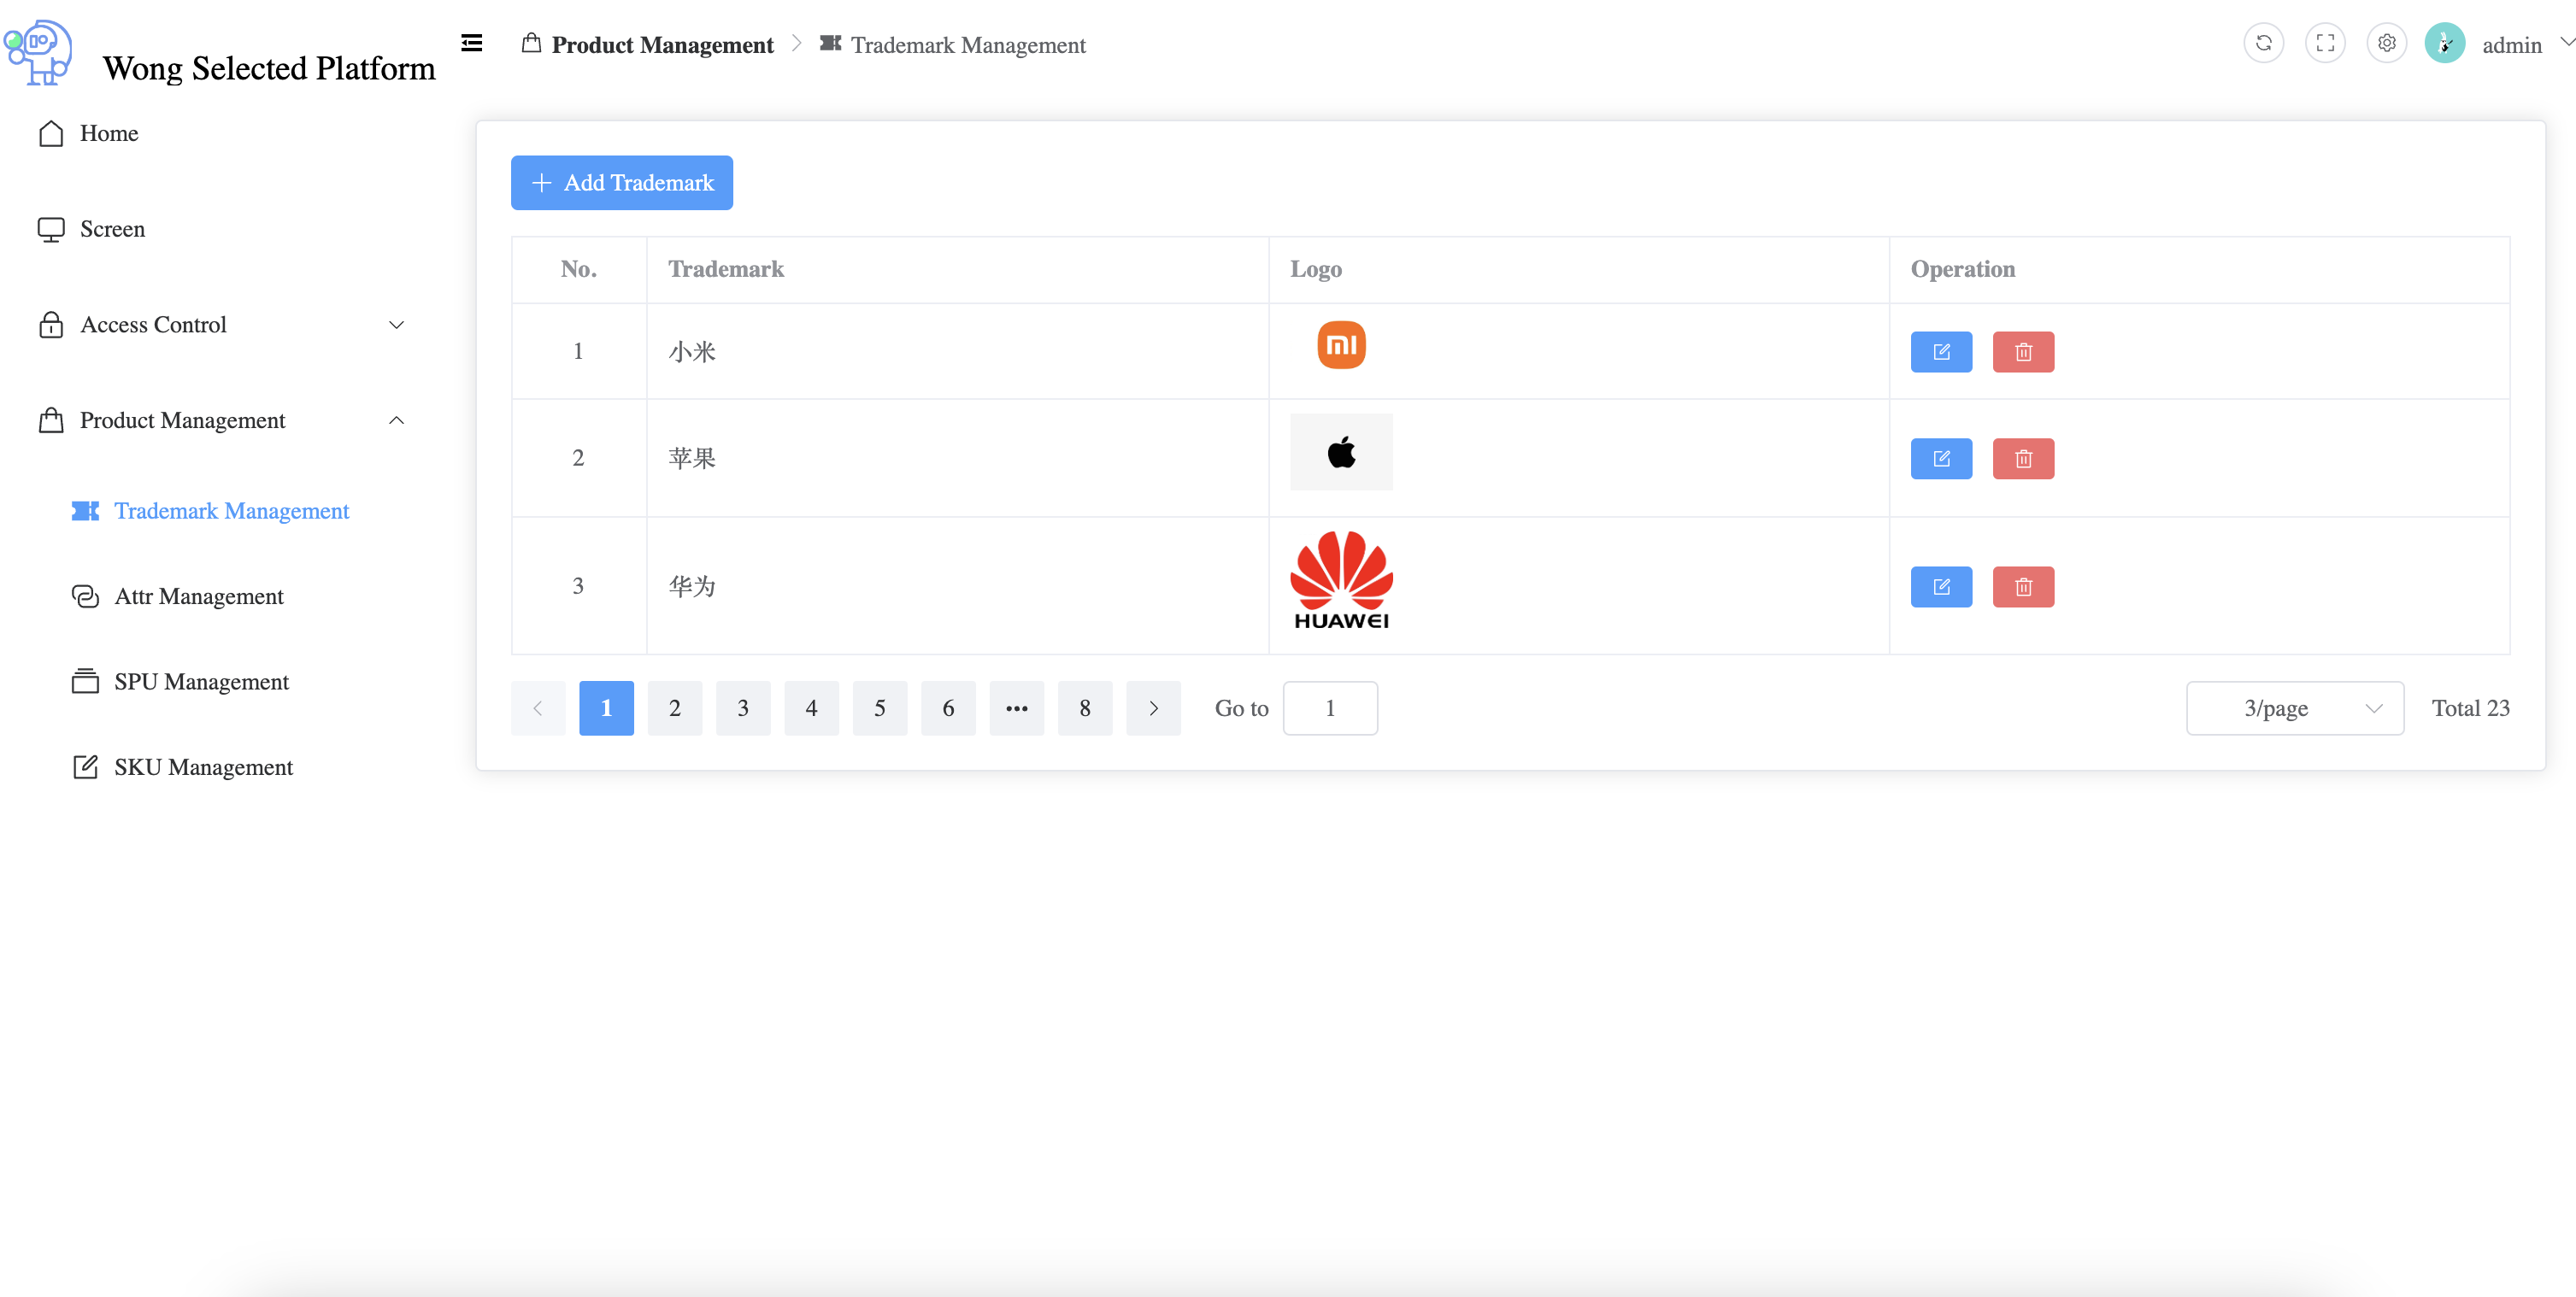 Wong Selected Platform
Product Management
Trademark Management
admin
Home
Screen
Access Control
Product Management
Trademark Management
Attr Management
SPU Management
SKU Management
Add Trademark
No. Trademark Logo Operation
1 小米 mi
2 苹果
3 华为 HUAWEI
1 2 3 4 5 6 ••• 8 Go to 1 3/page Total 23